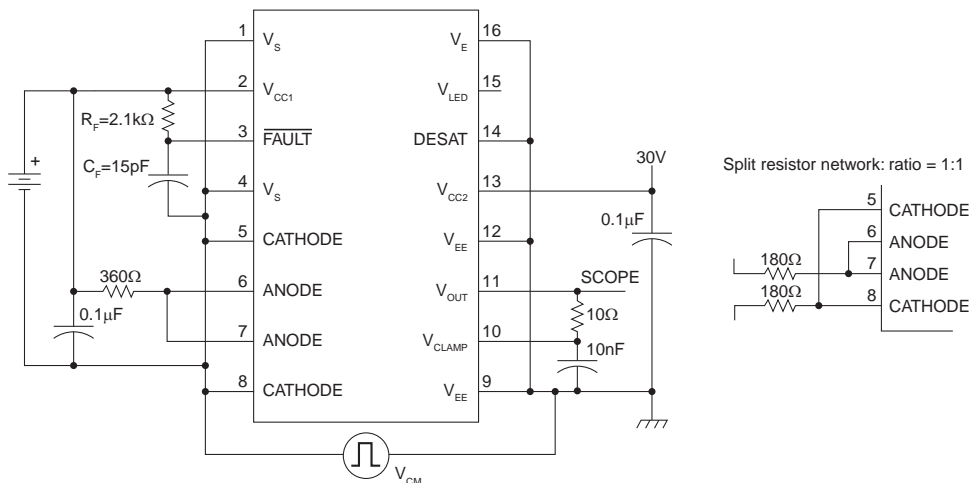 1
V_S
2
V_CC1
R_F=2.1kΩ
3
FAULT
C_F=15pF
+
4
V_S
5
CATHODE
360Ω
6
ANODE
0.1µF
7
ANODE
8
CATHODE
V_E
16
V_LED
15
DESAT
14
30V
V_CC2
13
0.1µF
V_EE
12
V_OUT
11
SCOPE
10Ω
V_CLAMP
10
10nF
V_EE
9
V_CM
Split resistor network: ratio = 1:1
5
CATHODE
6
ANODE
180Ω
7
ANODE
180Ω
8
CATHODE